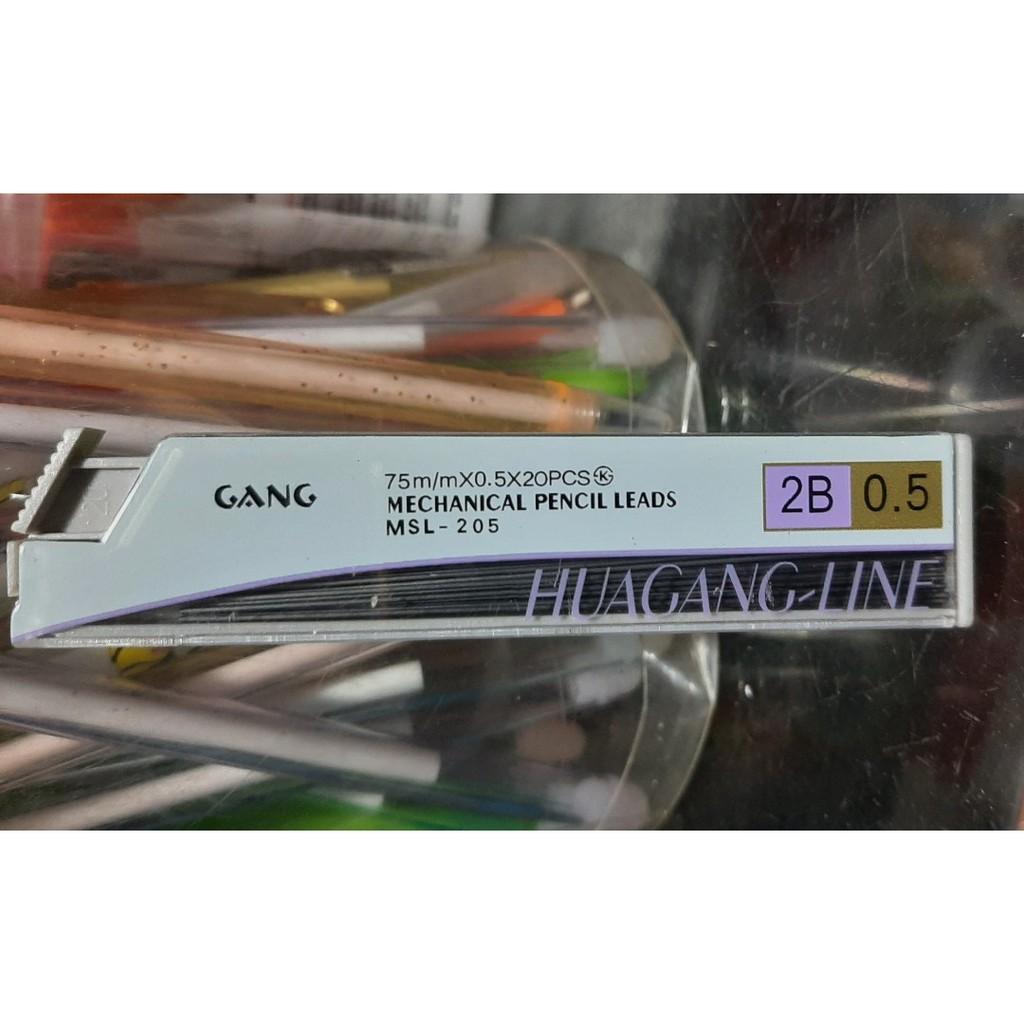 GANG
75m/mX0.5X20PCS Ⓚ
MECHANICAL PENCIL LEADS
MSL-205
2B 0.5
HUAGANG-LINE